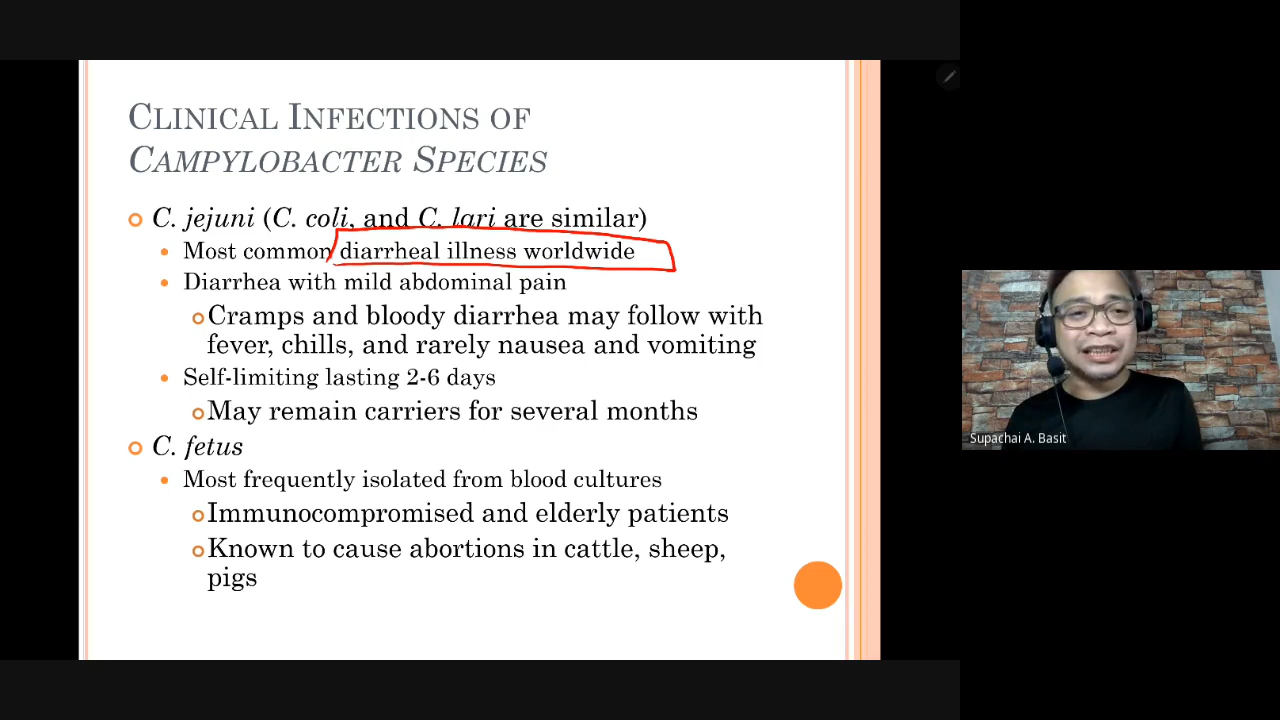 CLINICAL INFECTIONS OF
CAMPYLOBACTER SPECIES
C. jejuni (C. coli, and C. lari are similar)
Most common diarrheal illness worldwide
Diarrhea with mild abdominal pain
Cramps and bloody diarrhea may follow with
fever, chills, and rarely nausea and vomiting
Self-limiting lasting 2-6 days
May remain carriers for several months
C. fetus
Most frequently isolated from blood cultures
Immunocompromised and elderly patients
Known to cause abortions in cattle, sheep,
pigs
Supachai A. Basit